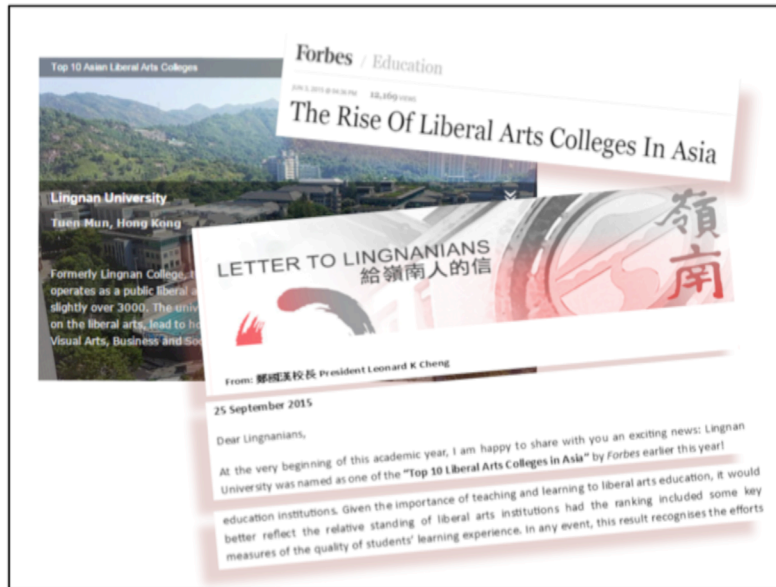 Top 10 Asian Liberal Arts Colleges
Forbes / Education
12,169 VIEWS
The Rise Of Liberal Arts Colleges In Asia
Lingnan University
Tuen Mun, Hong Kong
Formerly Lingnan College,
operates as a public liberal
slightly over 3000. The
on the liberal arts, lead to
Visual Arts, Business and
LETTER TO LINGNANIANS
給嶺南人的信
嶺南
From: 鄭國漢校長 President Leonard K Cheng
25 September 2015
Dear Lingnanians,
At the very beginning of this academic year, I am happy to share with you an exciting news: Lingnan
University was named as one of the "Top 10 Liberal Arts Colleges in Asia" by Forbes earlier this year!
education institutions. Given the importance of teaching and learning to liberal arts education, it would
better reflect the relative standing of liberal arts institutions had the ranking included some key
measures of the quality of students' learning experience. In any event, this result recognises the efforts